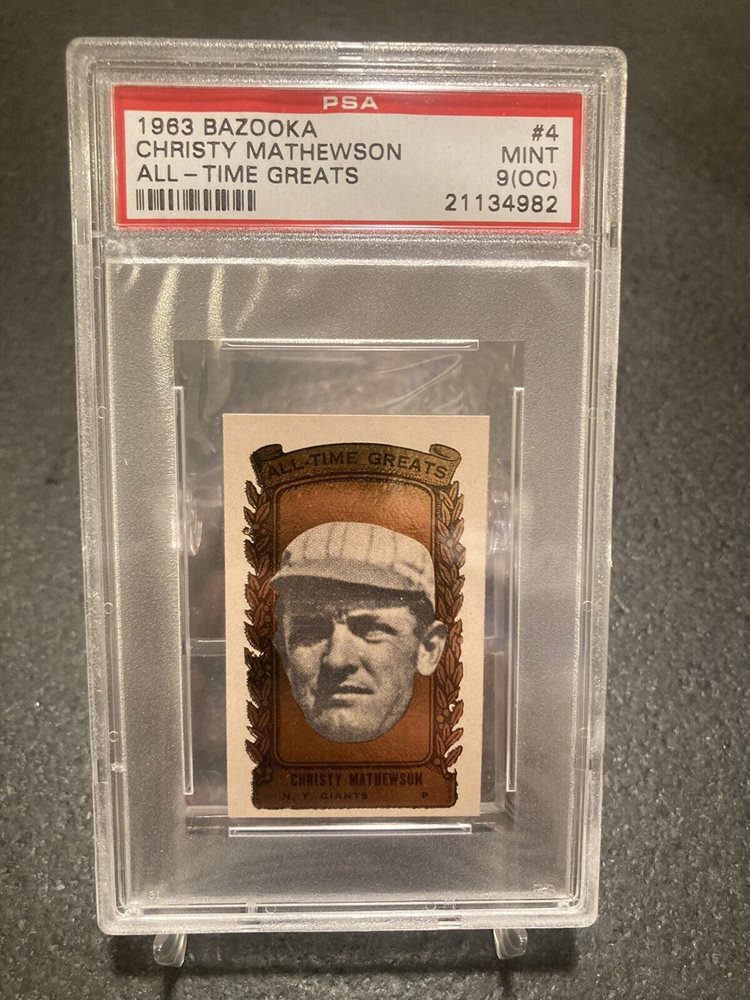 PSA
1963 BAZOOKA #4
CHRISTY MATHEWSON MINT
ALL-TIME GREATS 9(OC)
21134982
ALL-TIME GREATS
CHRISTY MATHEWSON
N. Y. GIANTS P